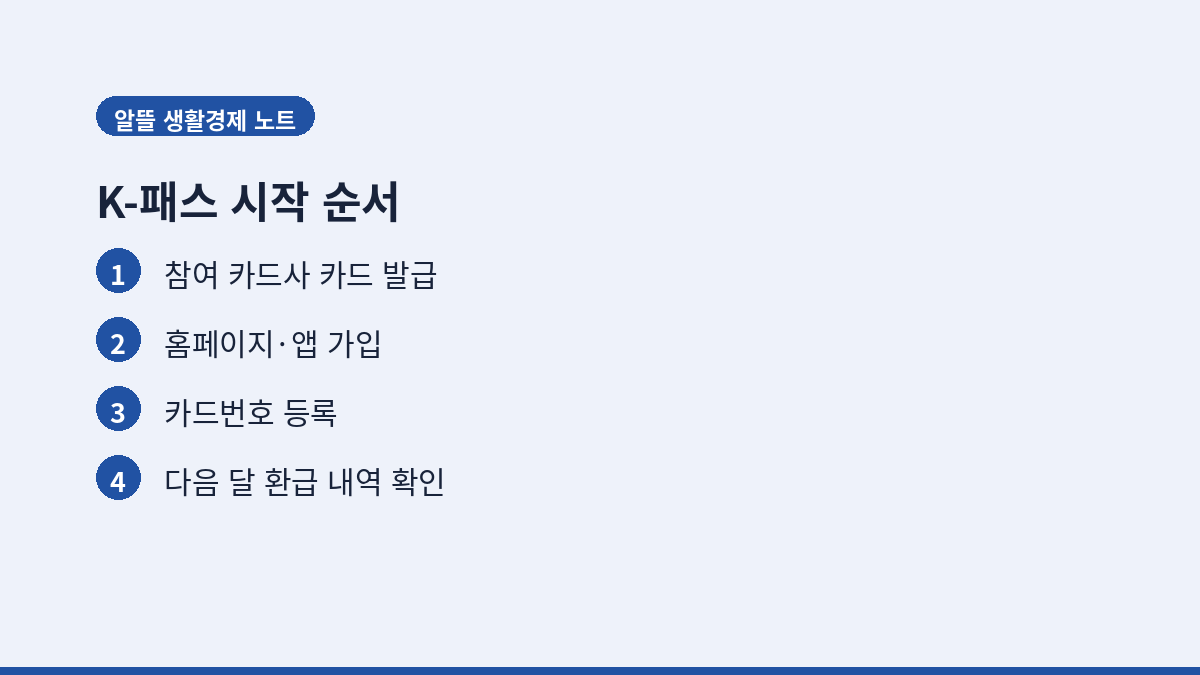 알뜰 생활경제 노트
K-패스 시작 순서
1 참여 카드사 카드 발급
2 홈페이지·앱 가입
3 카드번호 등록
4 다음 달 환급 내역 확인